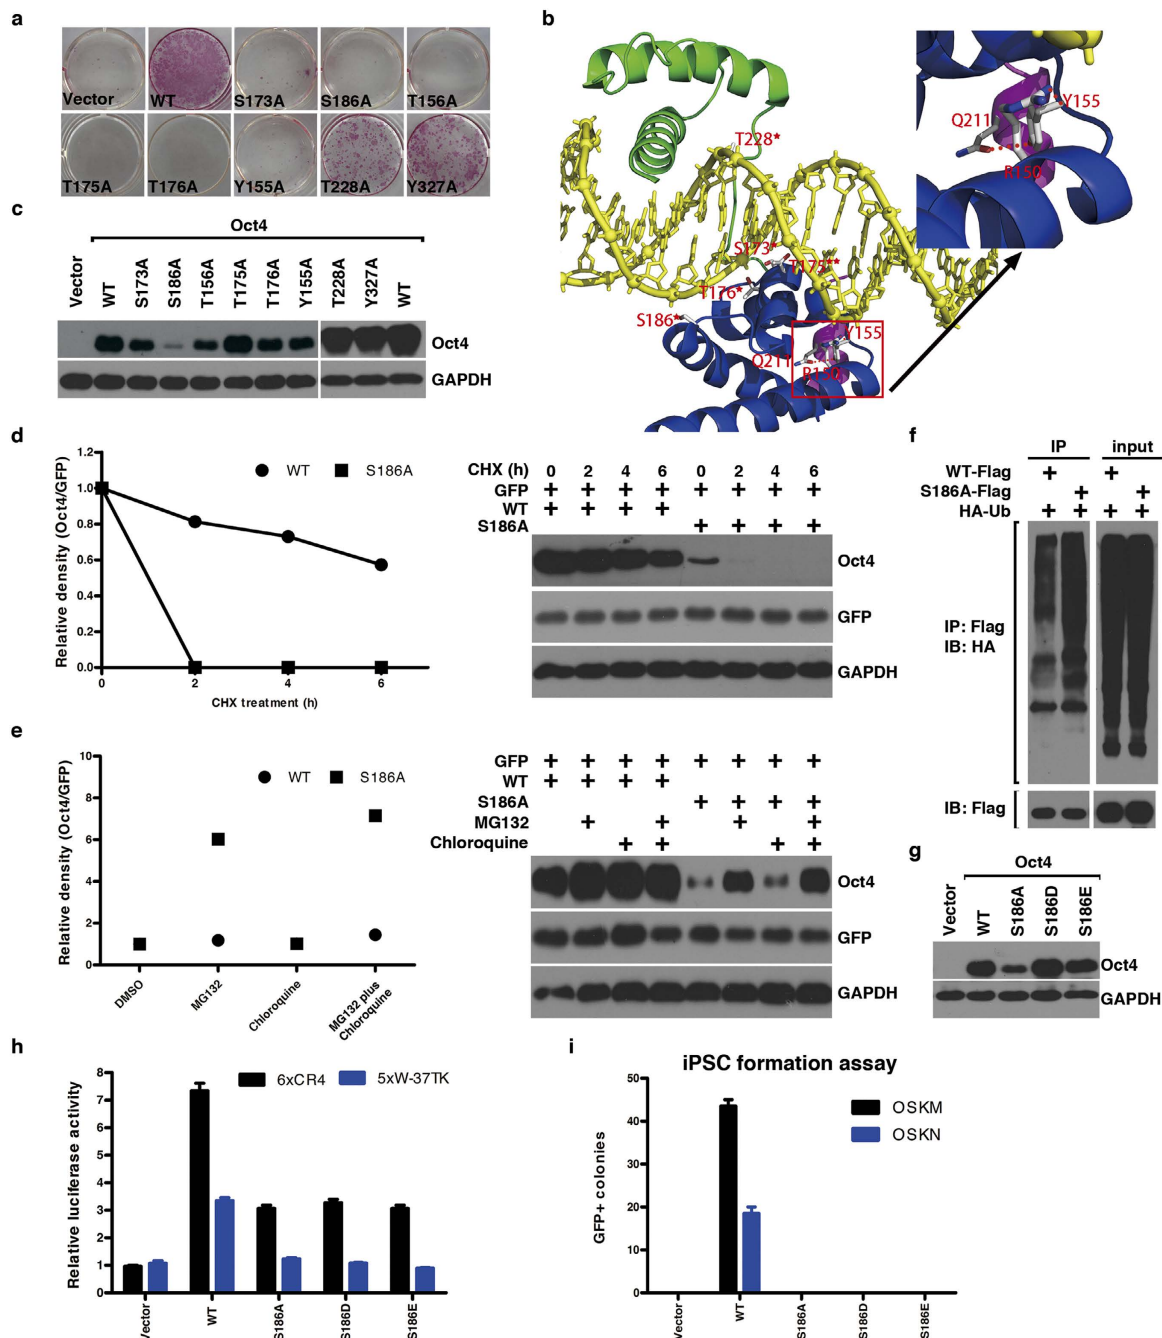 a
Vector WT S173A S186A T156A
T175A T176A Y155A T228A Y327A
b
T228*
S173*
T175**
T176*
S186*
Y155
Q211
R150
Y155
Q211
R150
c
Oct4
Vector WT S173A S186A T156A T175A T176A Y155A T228A Y327A WT
Oct4
GAPDH
d
Relative density (Oct4/GFP)
1.2
1.0
0.8
0.6
0.4
0.2
0.0
WT S186A
0 2 4 6
CHX treatment (h)
CHX (h) 0 2 4 6 0 2 4 6
GFP + + + + + + + +
WT + + + +
S186A + + + +
Oct4
GFP
GAPDH
e
Relative density (Oct4/GFP)
10
8
6
4
2
0
WT S186A
DMSO MG132 Chloroquine MG132 plus Chloroquine
GFP + + + + + + + +
WT + + + +
S186A + + + +
MG132 + + + +
Chloroquine + + + +
Oct4
GFP
GAPDH
f
IP input
WT-Flag + +
S186A-Flag + +
HA-Ub + + + +
IP: Flag
IB: HA
IB: Flag
g
Oct4
Vector WT S186A S186D S186E
Oct4
GAPDH
h
Relative luciferase activity
8
7
6
5
4
3
2
1
0
6xCR4 5xW-37TK
Vector WT S186A S186D S186E
i
iPSC formation assay
GFP+ colonies
50
40
30
20
10
0
OSKM
OSKN
Vector WT S186A S186D S186E